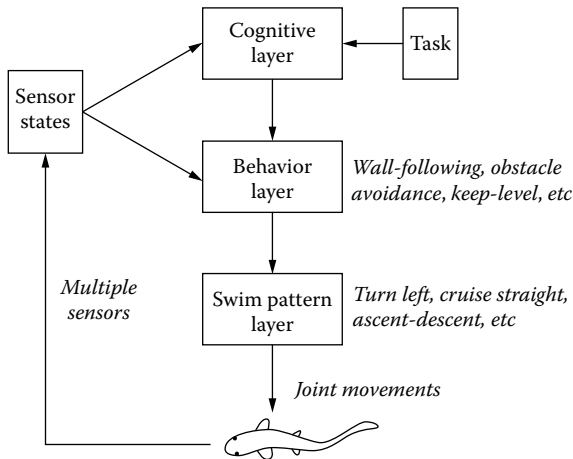 Cognitive
layer
Task
Sensor
states
Behavior
layer
Wall-following, obstacle
avoidance, keep-level, etc
Multiple
sensors
Swim pattern
layer
Turn left, cruise straight,
ascent-descent, etc
Joint movements